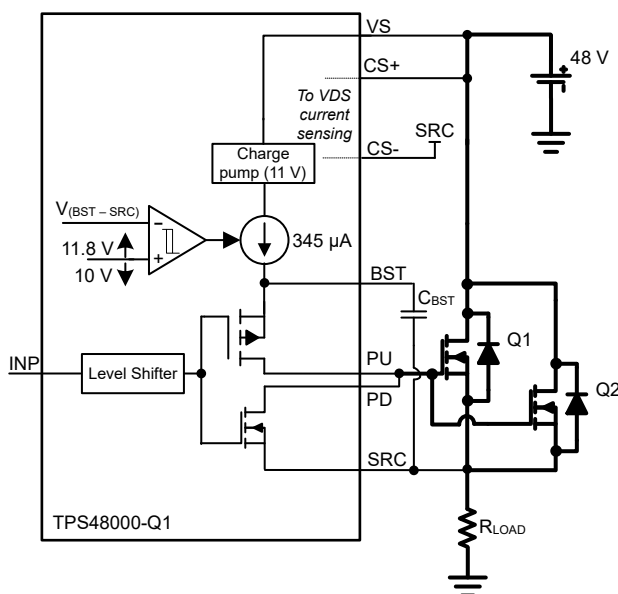 VS
48 V
CS+
To VDS
current
sensing
SRC
CS-
Charge
pump (11 V)
V(BST – SRC)
11.8 V
10 V
345 µA
BST
CBST
Q1
INP
Level Shifter
PU
PD
Q2
SRC
RLOAD
TPS48000-Q1